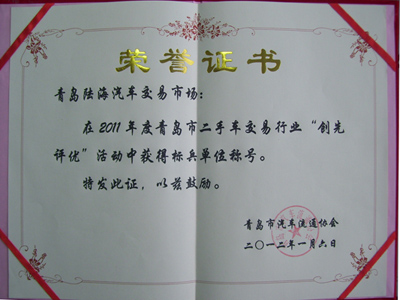 荣誉证书
青岛陆海汽车交易市场：
在2011年度青岛市二手车交易行业“创先
评优”活动中获得标兵单位称号。
特发此证，以兹鼓励。
青岛市汽车流通协会
二〇一二年一月六日